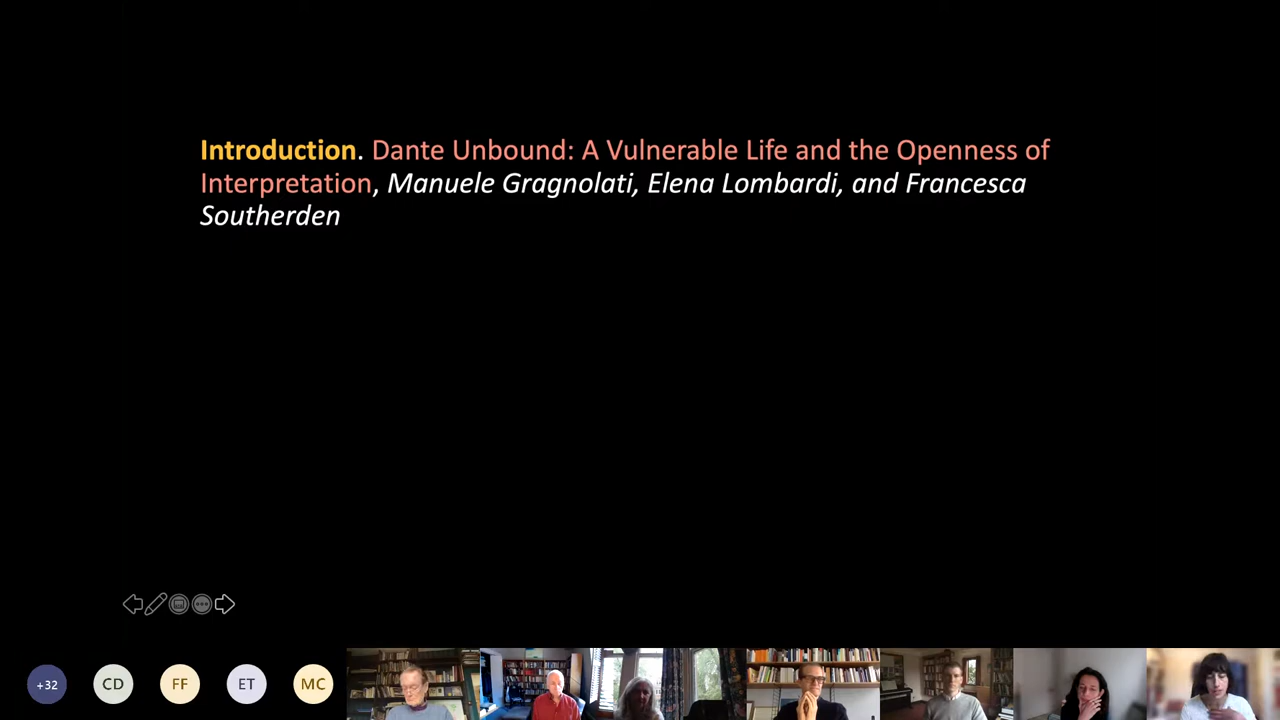 Introduction. Dante Unbound: A Vulnerable Life and the Openness of
Interpretation, Manuele Gragnolati, Elena Lombardi, and Francesca
Southerden
+32
CD
FF
ET
MC